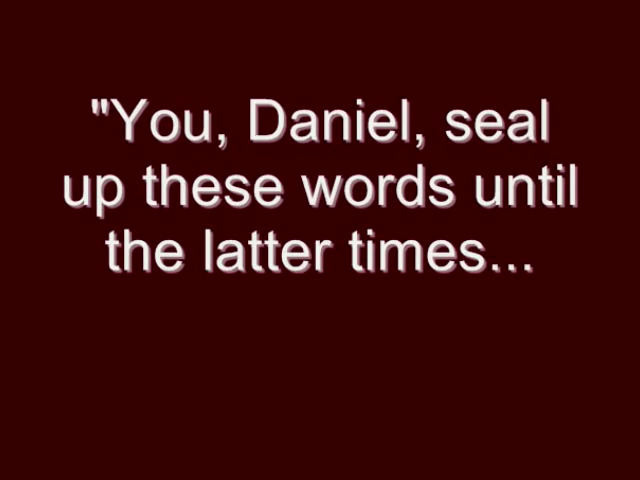 "You, Daniel, seal
up these words until
the latter times...